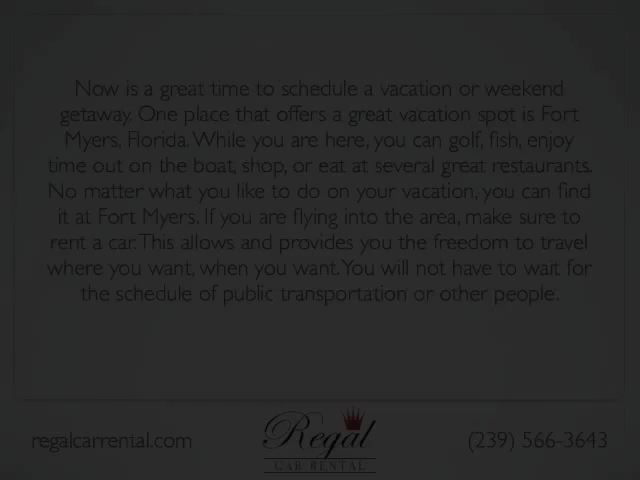 Now is a great time to schedule a vacation or weekend
getaway. One place that offers a great vacation spot is Fort
Myers, Florida. While you are here, you can golf, fish, enjoy
time out on the boat, shop, or eat at several great restaurants.
No matter what you like to do on your vacation, you can find
it at Fort Myers. If you are flying into the area, make sure to
rent a car. This allows and provides you the freedom to travel
where you want, when you want. You will not have to wait for
the schedule of public transportation or other people.
regalcarrental.com
Regal
CAR RENTAL
(239) 566-3643